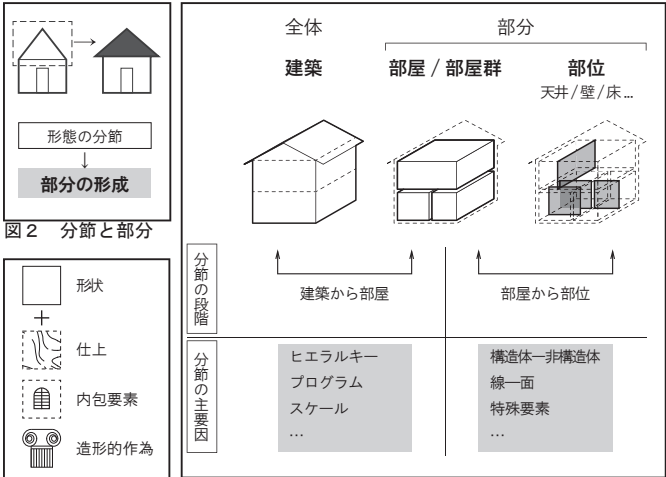 形態の分節
↓
部分の形成
図2 分節と部分
形状
+
仕上
内包要素
造形的作為
全体
部分
建築
部屋 / 部屋群
部位
天井/壁/床...
分節の段階
建築から部屋
部屋から部位
分節の主要因
ヒエラルキー
プログラム
スケール
…
構造体―非構造体
線―面
特殊要素
…